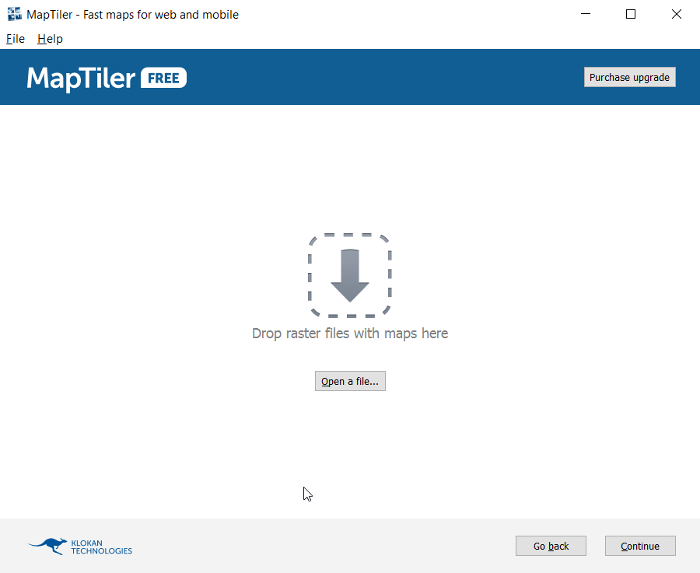 MapTiler - Fast maps for web and mobile
File Help
MapTiler FREE
Purchase upgrade
Drop raster files with maps here
Open a file...
KLOKAN
TECHNOLOGIES
Go back
Continue